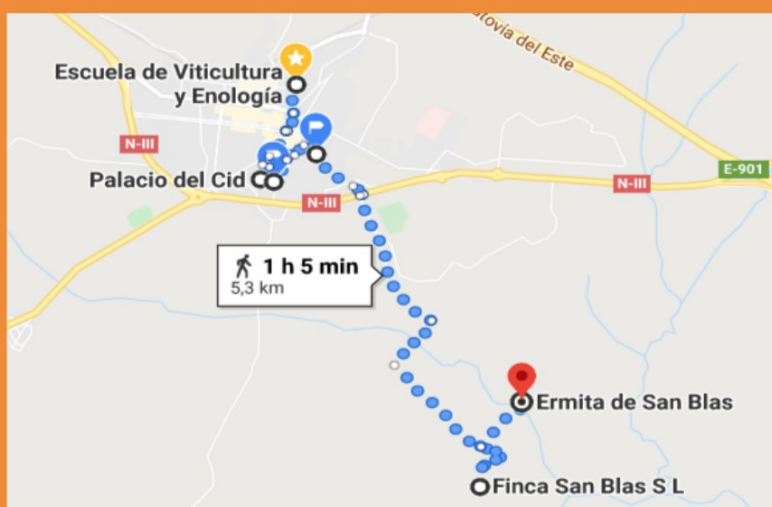 Autovía del Este
Escuela de Viticultura
y Enología
N-III
Palacio del Cid
E-901
N-III
N-III
1 h 5 min
5,3 km
Ermita de San Blas
Finca San Blas S L